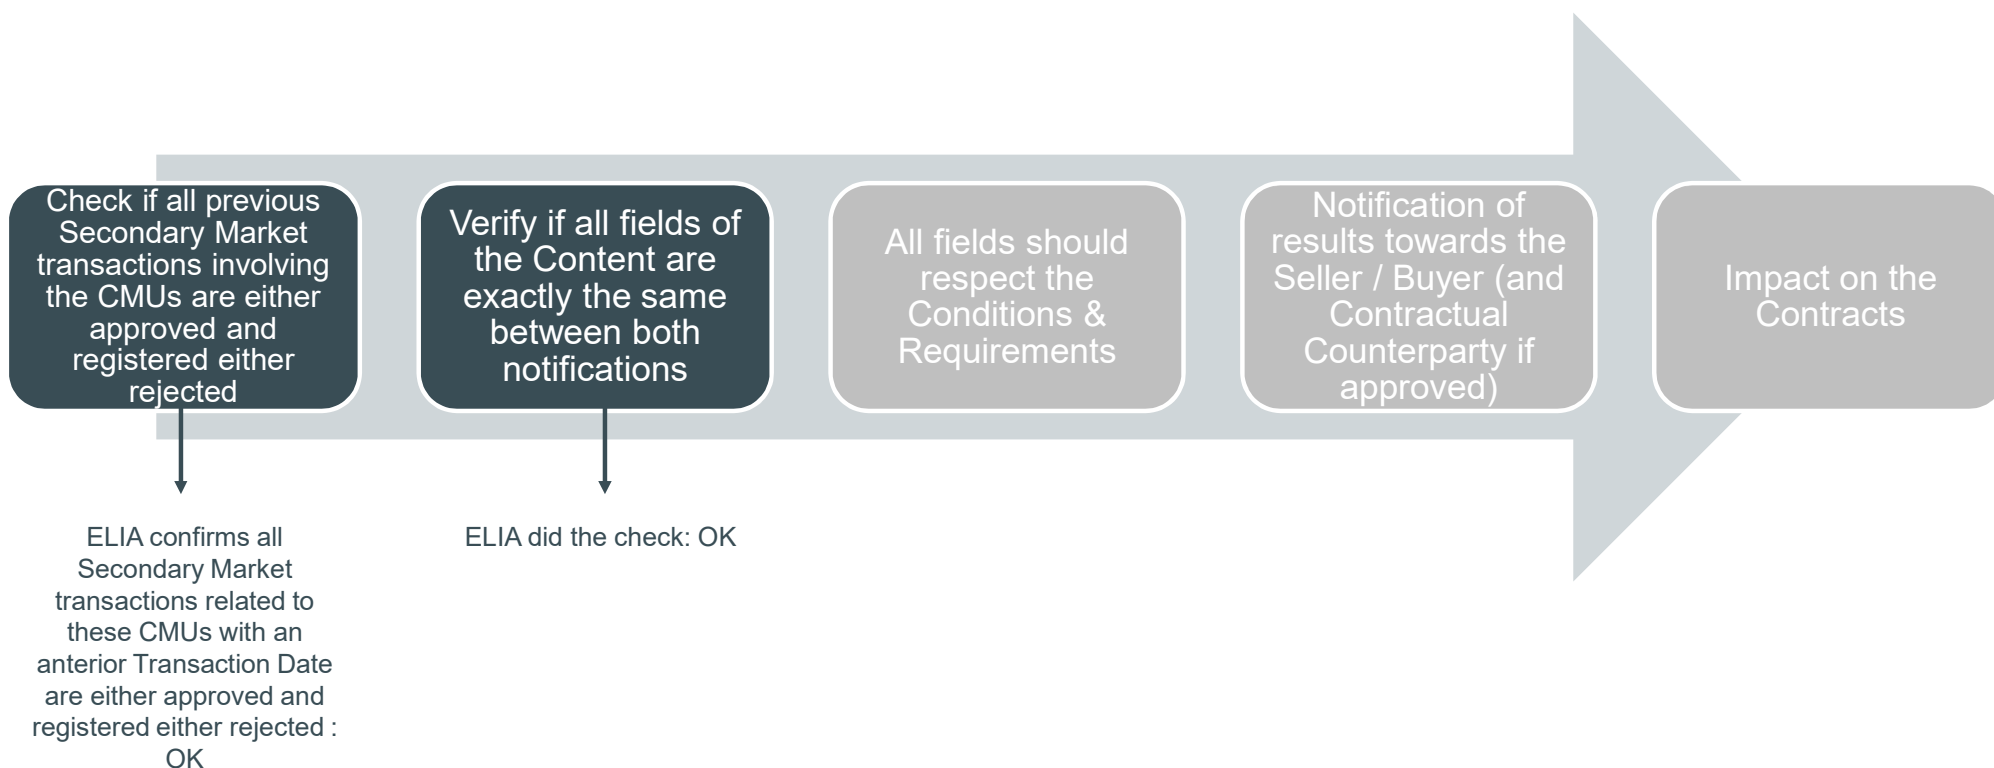 Check if all previous
Secondary Market
transactions involving
the CMUs are either
approved and
registered either
rejected
Verify if all fields of
the Content are
exactly the same
between both
notifications
All fields should
respect the
Conditions &
Requirements
Notification of
results towards the
Seller / Buyer (and
Contractual
Counterparty if
approved)
Impact on the
Contracts
ELIA confirms all
Secondary Market
transactions related to
these CMUs with an
anterior Transaction Date
are either approved and
registered either rejected :
OK
ELIA did the check: OK